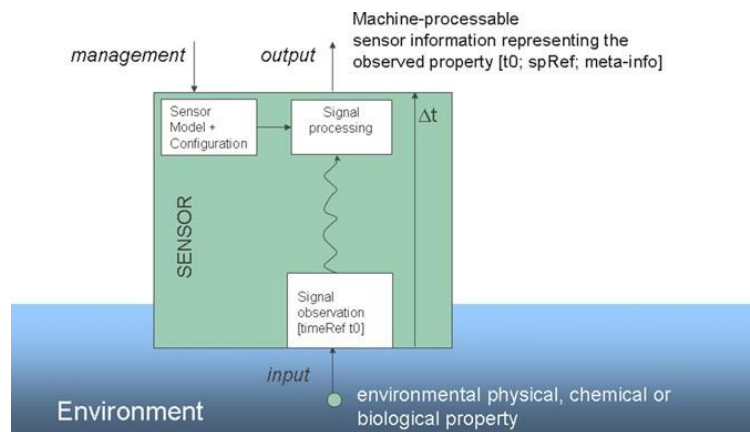 Machine-processable
sensor information representing the
observed property [t0; spRef; meta-info]
management
output
Sensor
Model +
Configuration
Signal
processing
Δt
SENSOR
Signal
observation
[timeRef t0]
input
environmental physical, chemical or
biological property
Environment